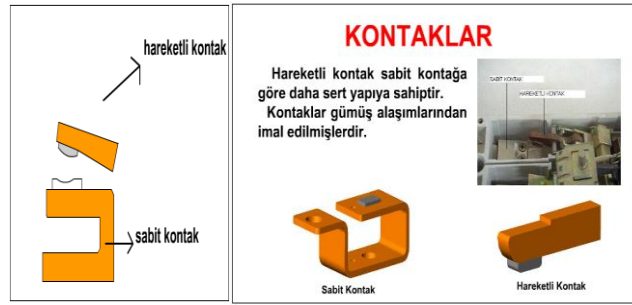 hareketli kontak
sabit kontak
KONTAKLAR
Hareketli kontak sabit kontağa
göre daha sert yapıya sahiptir.
Kontaklar gümüş alaşımlarından
imal edilmişlerdir.
SABIT KONTAK
HAREKETLİ KONTAK
Sabit Kontak
Hareketli Kontak